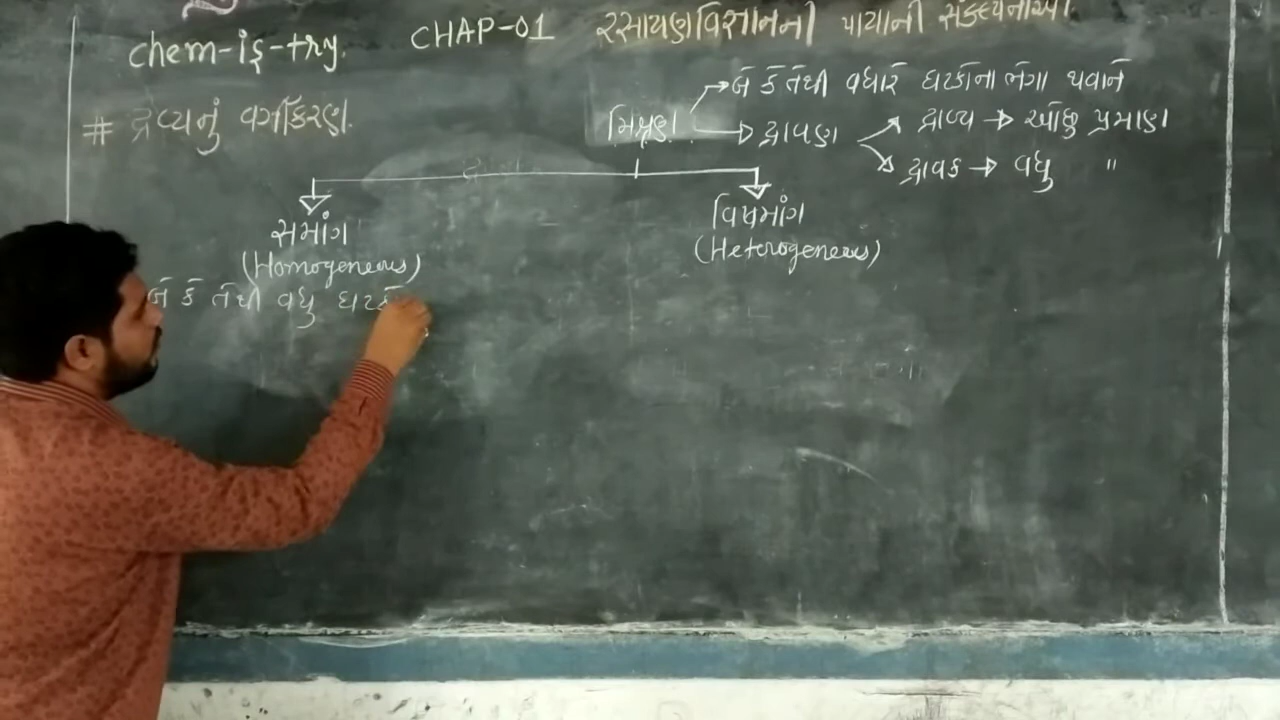 chem-is-try.
CHAP-01 રસાયણવિજ્ઞાનની પાયાની સંકલ્પનાઓ.
# દ્રવ્યનું વર્ગીકરણ.
મિશ્રણ
બે કે તેથી વધારે ઘટકોના ભેગા થવાને
દ્રાવણ
દ્રાવ્ય → ઓછુ પ્રમાણ
દ્રાવક → વધુ "
સમાંગ
(Homogeneous)
બે કે તેથી વધુ ઘટકો
વિષમાંગ
(Heterogeneous)